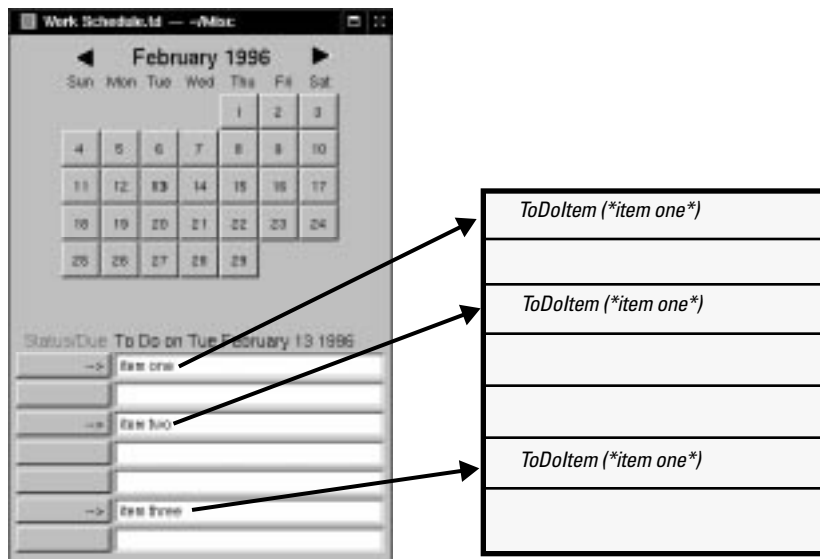 Work Schedule.td — ~/Misc
February 1996
Sun Mon Tue Wed Thu Fri Sat
1 2 3
4 5 6 7 8 9 10
11 12 13 14 15 16 17
18 19 20 21 22 23 24
25 26 27 28 29
Status/Due To Do on Tue February 13 1996
--> item one
--> item two
--> item three
ToDoItem (*item one*)
ToDoItem (*item one*)
ToDoItem (*item one*)